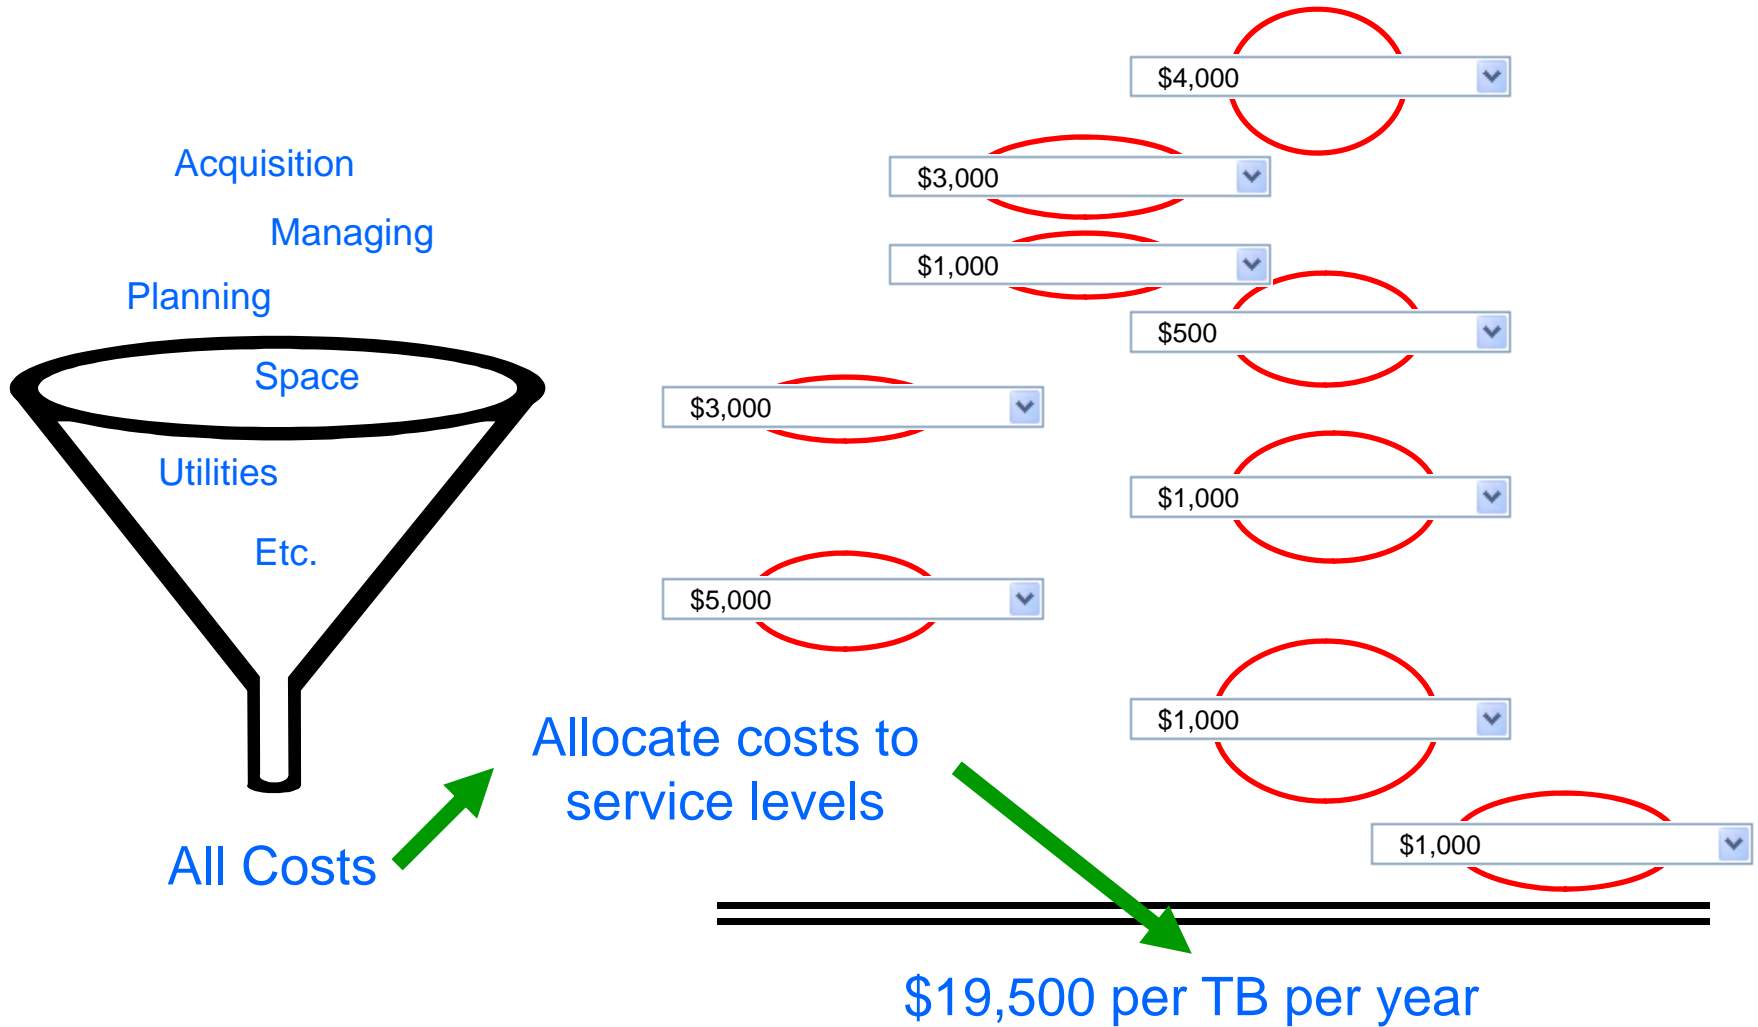 $4,000
Acquisition
$3,000
Managing
$1,000
Planning
$500
Space
$3,000
Utilities
$1,000
Etc.
$5,000
$1,000
Allocate costs to
service levels
$1,000
All Costs
$19,500 per TB per year